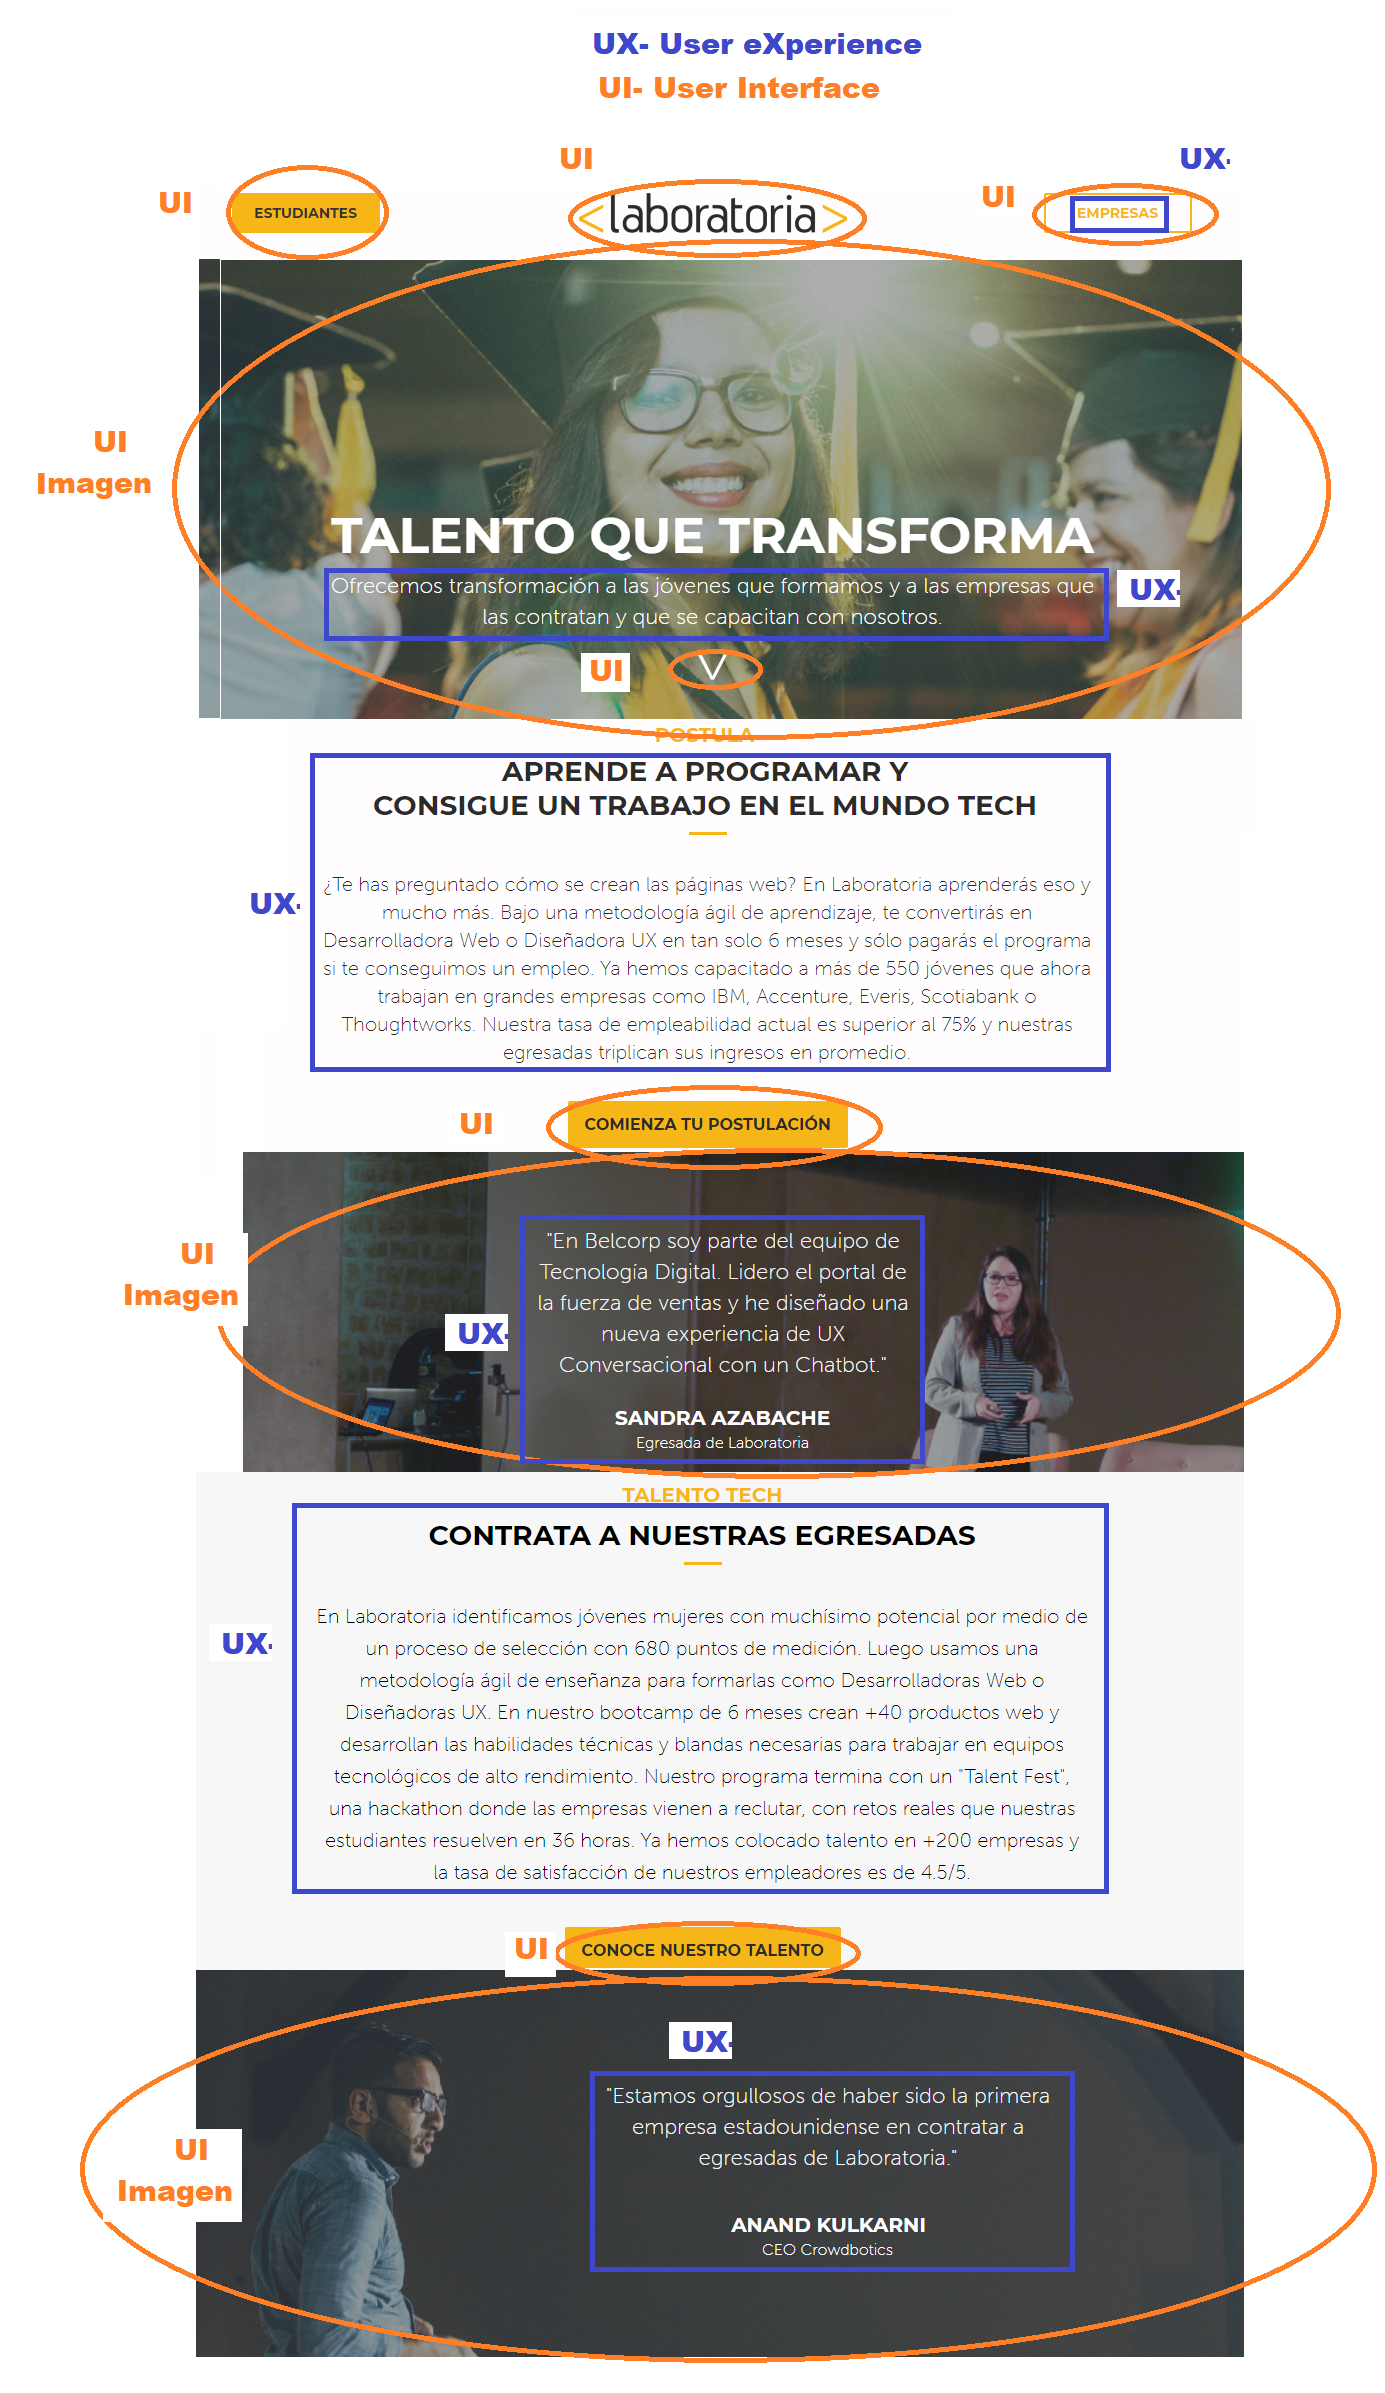 UX- User eXperience
UI- User Interface
UI
UX-
UI
UI
ESTUDIANTES
<laboratoria>
EMPRESAS
UI
Imagen
TALENTO QUE TRANSFORMA
Ofrecemos transformación a las jóvenes que formamos y a las empresas que
las contratan y que se capacitan con nosotros.
UX-
UI
POSTULA
APRENDE A PROGRAMAR Y
CONSIGUE UN TRABAJO EN EL MUNDO TECH
UX-
¿Te has preguntado cómo se crean las páginas web? En Laboratoria aprenderás eso y
mucho más. Bajo una metodología ágil de aprendizaje, te convertirás en
Desarrolladora Web o Diseñadora UX en tan solo 6 meses y sólo pagarás el programa
si te conseguimos un empleo. Ya hemos capacitado a más de 550 jóvenes que ahora
trabajan en grandes empresas como IBM, Accenture, Everis, Scotiabank o
Thoughtworks. Nuestra tasa de empleabilidad actual es superior al 75% y nuestras
egresadas triplican sus ingresos en promedio.
UI
COMIENZA TU POSTULACIÓN
UI
Imagen
UX-
"En Belcorp soy parte del equipo de
Tecnología Digital. Lidero el portal de
la fuerza de ventas y he diseñado una
nueva experiencia de UX
Conversacional con un Chatbot."
SANDRA AZABACHE
Egresada de Laboratoria
TALENTO TECH
CONTRATA A NUESTRAS EGRESADAS
UX-
En Laboratoria identificamos jóvenes mujeres con muchísimo potencial por medio de
un proceso de selección con 680 puntos de medición. Luego usamos una
metodología ágil de enseñanza para formarlas como Desarrolladoras Web o
Diseñadoras UX. En nuestro bootcamp de 6 meses crean +40 productos web y
desarrollan las habilidades técnicas y blandas necesarias para trabajar en equipos
tecnológicos de alto rendimiento. Nuestro programa termina con un "Talent Fest",
una hackathon donde las empresas vienen a reclutar, con retos reales que nuestras
estudiantes resuelven en 36 horas. Ya hemos colocado talento en +200 empresas y
la tasa de satisfacción de nuestros empleadores es de 4.5/5.
UI
CONOCE NUESTRO TALENTO
UX-
"Estamos orgullosos de haber sido la primera
empresa estadounidense en contratar a
egresadas de Laboratoria."
UI
Imagen
ANAND KULKARNI
CEO Crowdbotics